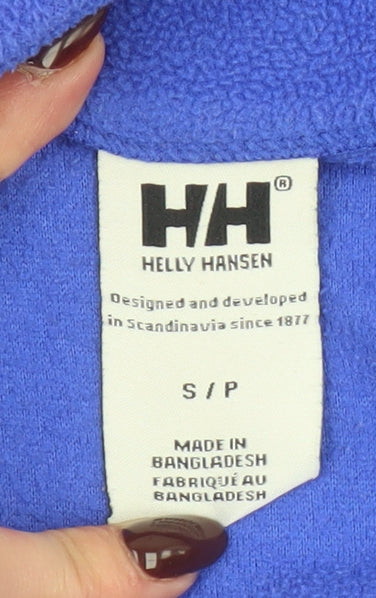 HH®
HELLY HANSEN
Designed and developed
in Scandinavia since 1877
S / P
MADE IN
BANGLADESH
FABRIQUÉ AU
BANGLADESH